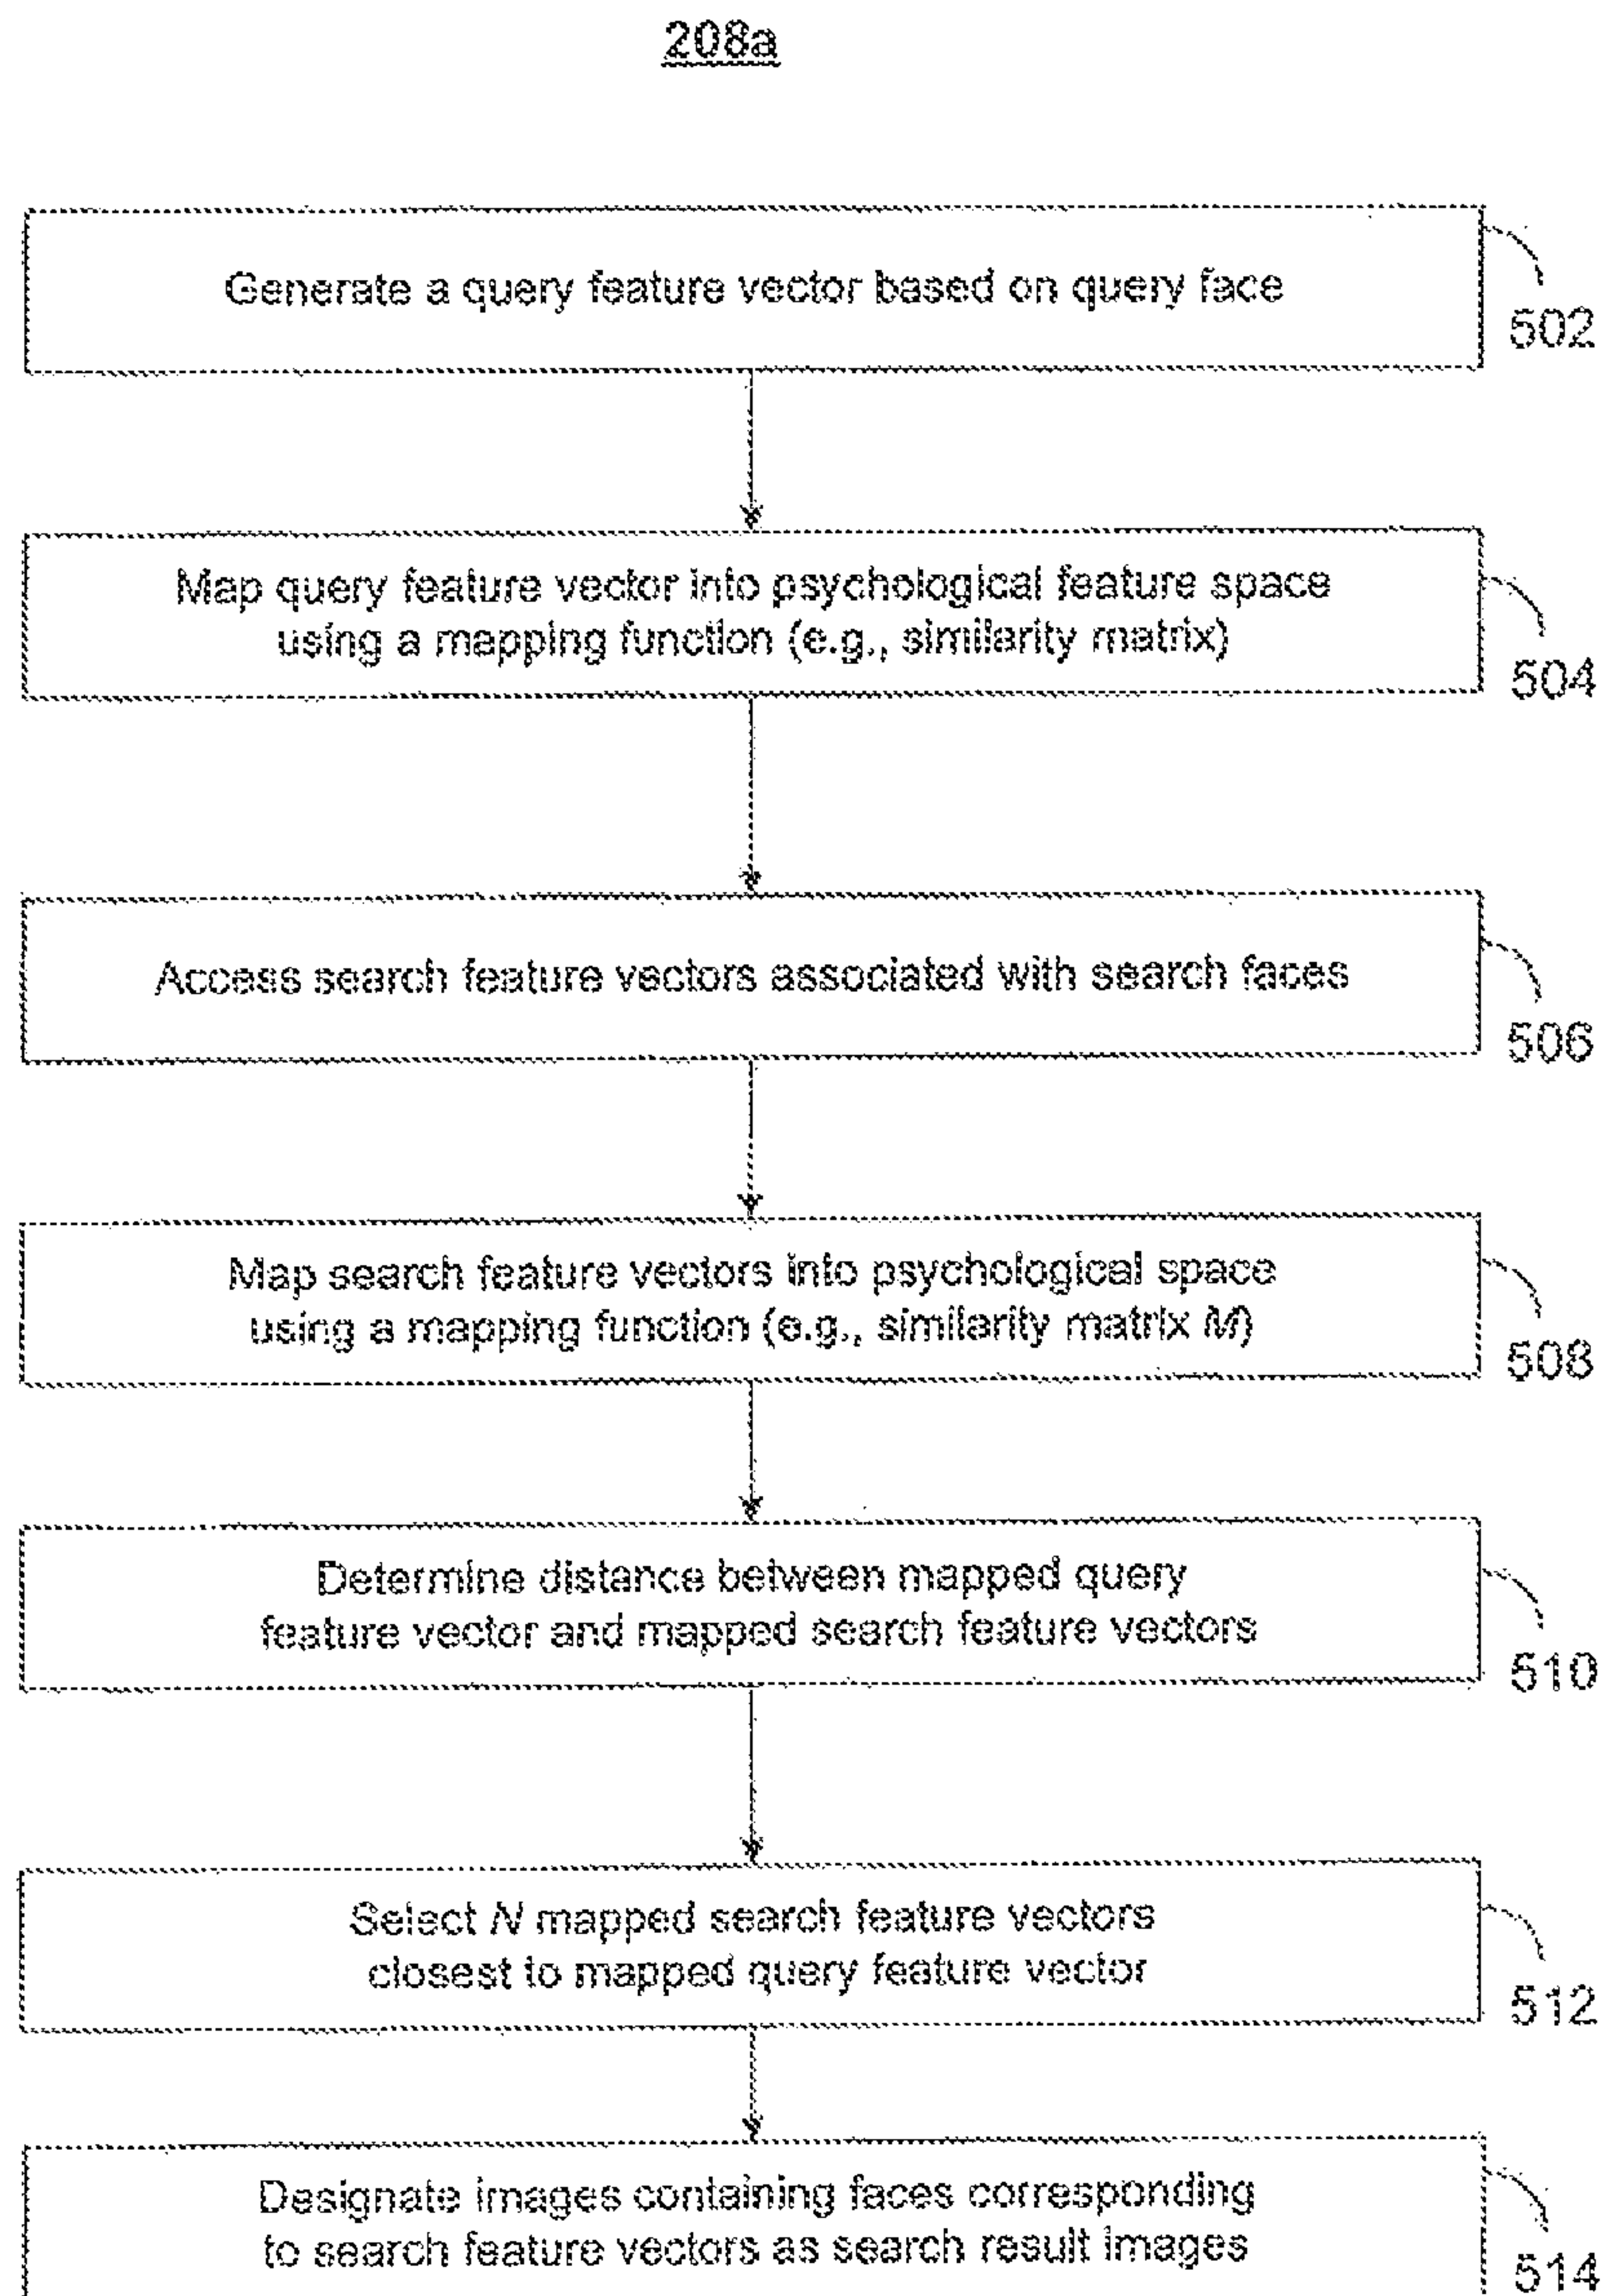 208a
Generate a query feature vector based on query face
502
Map query feature vector into psychological feature space
using a mapping function (e.g., similarity matrix)
504
Access search feature vectors associated with search faces
506
Map search feature vectors into psychological space
using a mapping function (e.g., similarity matrix M)
508
Determine distance between mapped query
feature vector and mapped search feature vectors
510
Select N mapped search feature vectors
closest to mapped query feature vector
512
Designate images containing faces corresponding
to search feature vectors as search result images
514